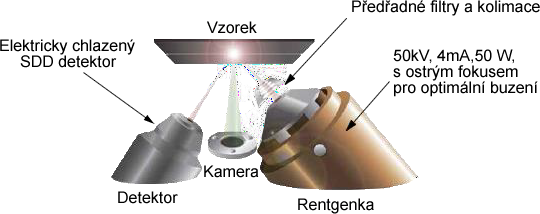 Předřadné filtry a kolimace
Vzorek
Elektricky chlazený
SDD detektor
50kV, 4mA,50 W,
s ostrým fokusem
pro optimální buzení
Kamera
Detektor
Rentgenka